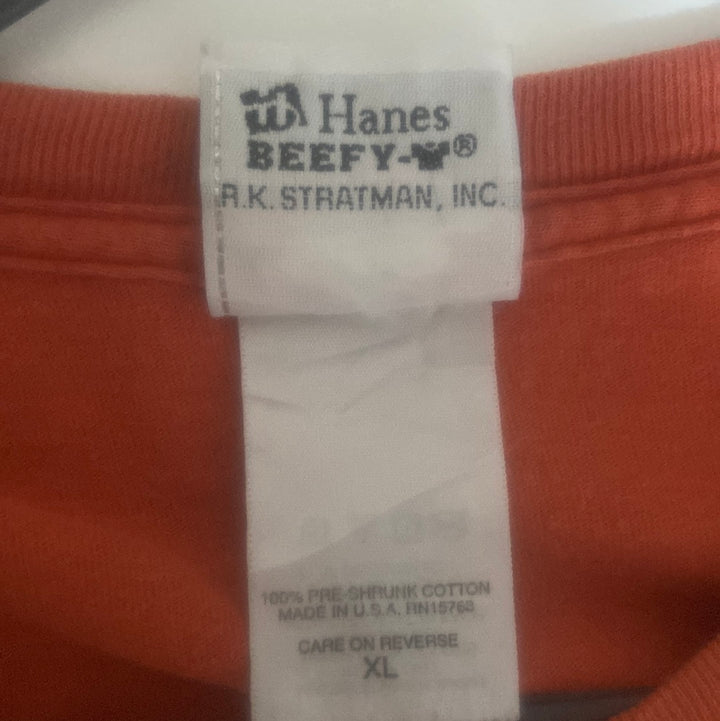 Hanes
BEEFY-®
R.K. STRATMAN, INC.
100% PRE-SHRUNK COTTON
MADE IN U.S.A. RN15763
CARE ON REVERSE
XL